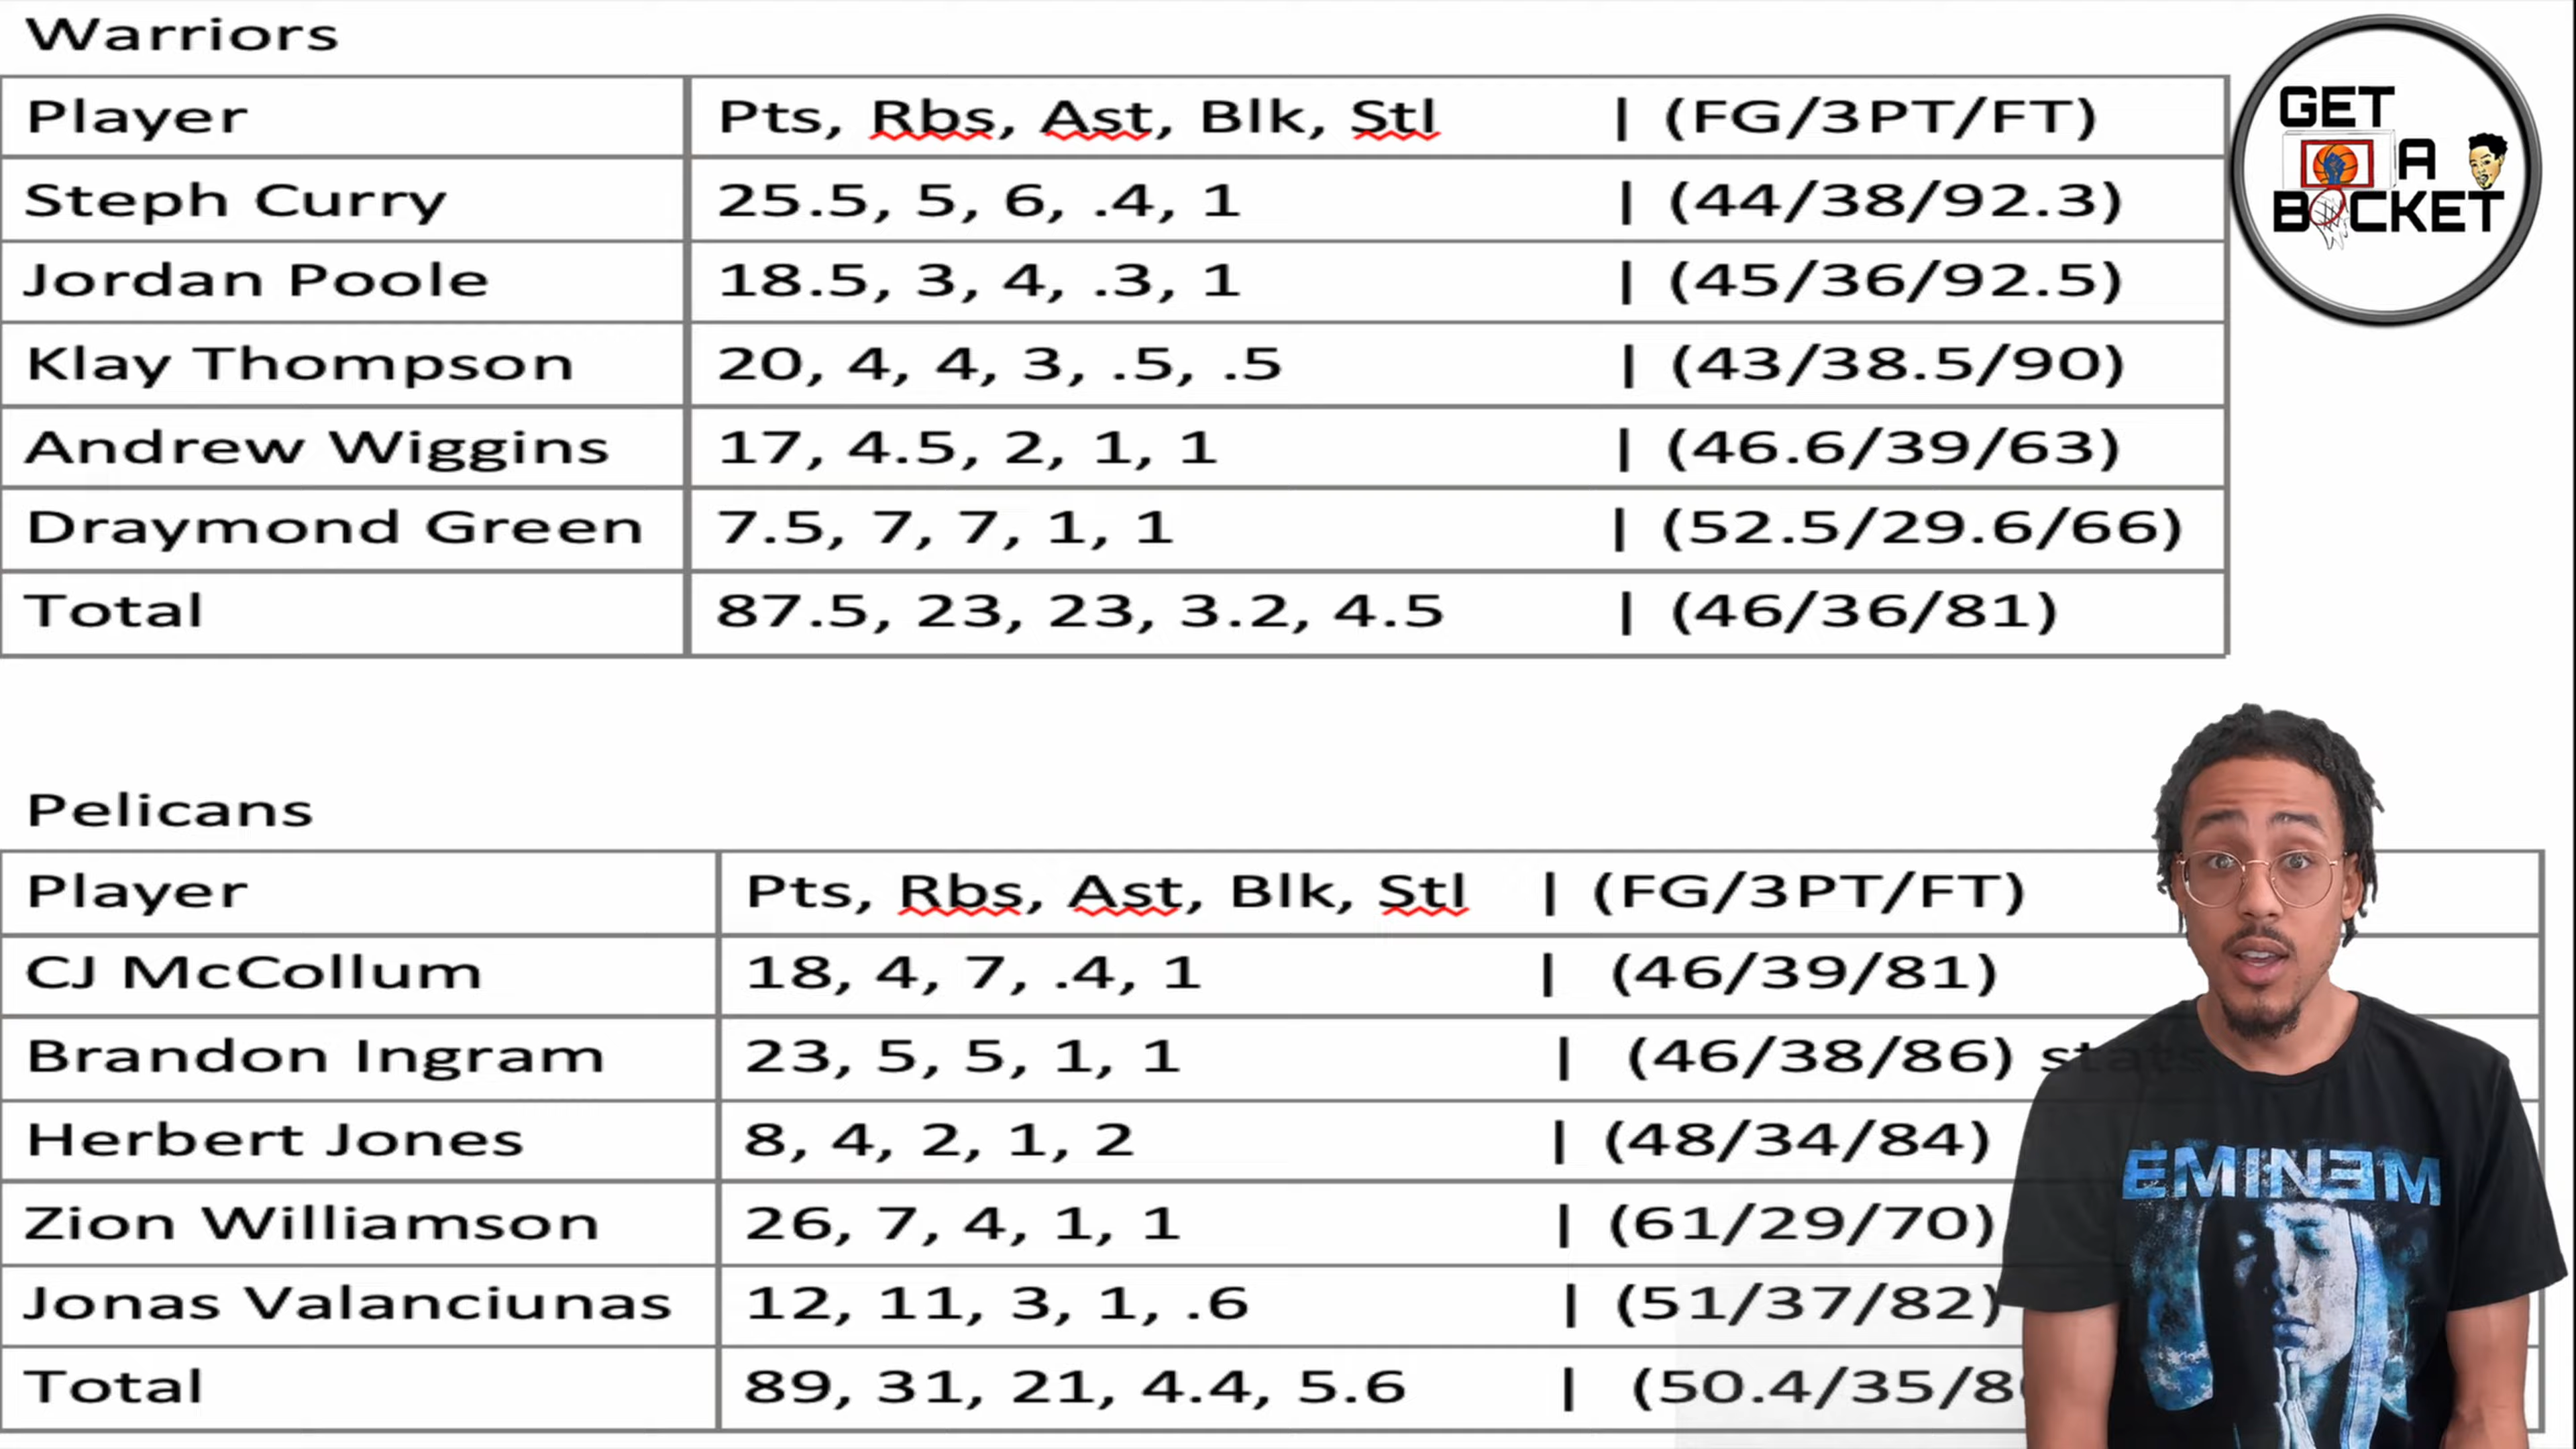 Warriors
Player Pts, Rbs, Ast, Blk, Stl | (FG/3PT/FT)
Steph Curry 25.5, 5, 6, .4, 1 | (44/38/92.3)
Jordan Poole 18.5, 3, 4, .3, 1 | (45/36/92.5)
Klay Thompson 20, 4, 4, 3, .5, .5 | (43/38.5/90)
Andrew Wiggins 17, 4.5, 2, 1, 1 | (46.6/39/63)
Draymond Green 7.5, 7, 7, 1, 1 | (52.5/29.6/66)
Total 87.5, 23, 23, 3.2, 4.5 | (46/36/81)
GET
A
BUCKET
Pelicans
Player Pts, Rbs, Ast, Blk, Stl | (FG/3PT/FT)
CJ McCollum 18, 4, 7, .4, 1 | (46/39/81)
Brandon Ingram 23, 5, 5, 1, 1 | (46/38/86) stats
Herbert Jones 8, 4, 2, 1, 2 | (48/34/84)
Zion Williamson 26, 7, 4, 1, 1 | (61/29/70)
Jonas Valanciunas 12, 11, 3, 1, .6 | (51/37/82)
Total 89, 31, 21, 4.4, 5.6 | (50.4/35/8
EMINƎM